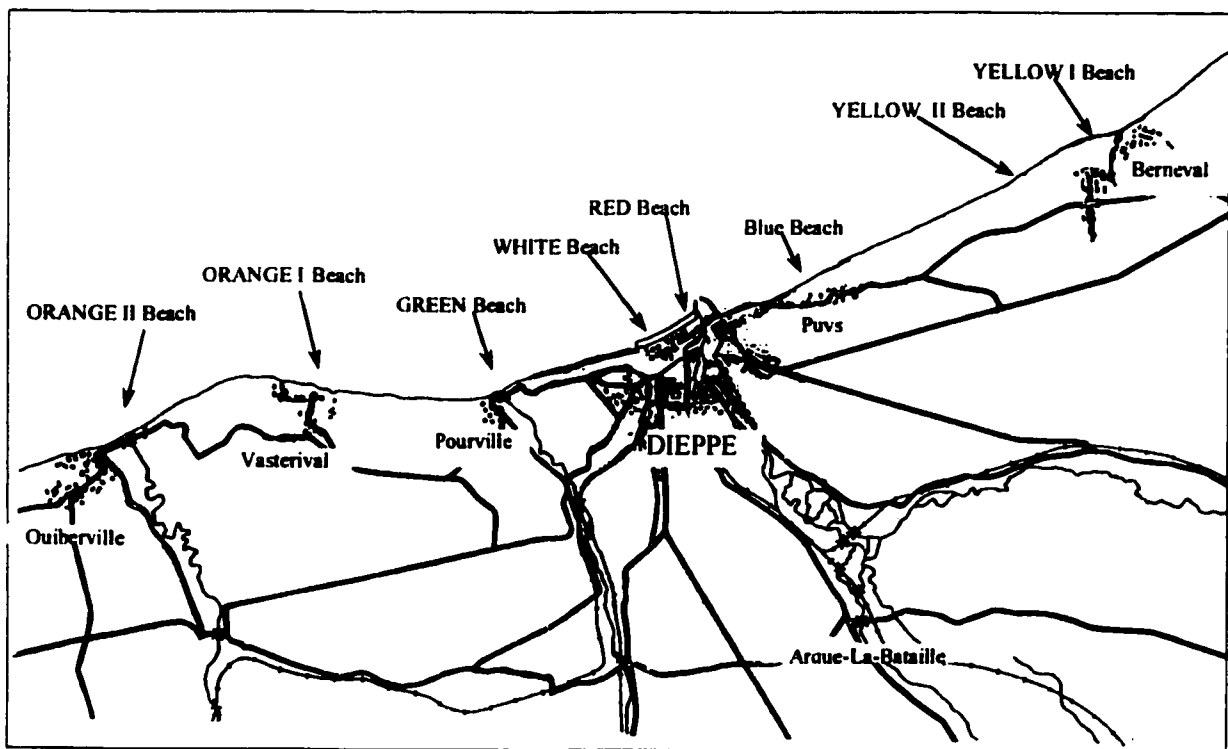 YELLOW I Beach
YELLOW II Beach
Berneval
RED Beach
Blue Beach
WHITE Beach
ORANGE I Beach
GREEN Beach
ORANGE II Beach
Puvs
Pourville
DIEPPE
Vasterival
Ouiberville
Araue-La-Bataille